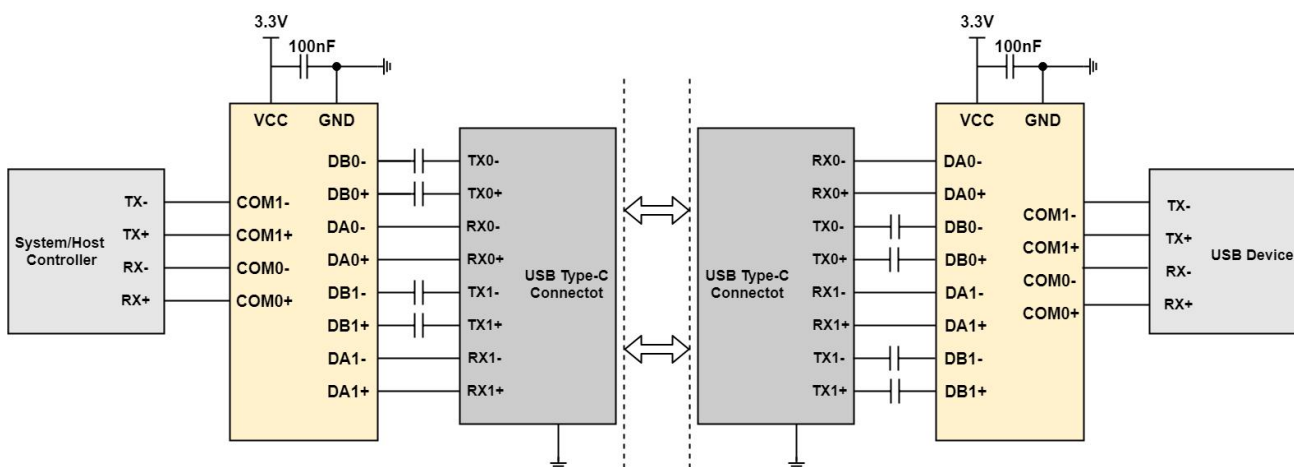 3.3V
100nF
VCC
GND
DB0-
DB0+
DA0-
DA0+
DB1-
DB1+
DA1-
DA1+
COM1-
COM1+
COM0-
COM0+
System/Host
Controller
TX-
TX+
RX-
RX+
TX0-
TX0+
RX0-
RX0+
TX1-
TX1+
RX1-
RX1+
USB Type-C
Connectot
USB Type-C
Connectot
RX0-
RX0+
TX0-
TX0+
RX1-
RX1+
TX1-
TX1+
3.3V
100nF
VCC
GND
DA0-
DA0+
DB0-
DB0+
DA1-
DA1+
DB1-
DB1+
COM1-
COM1+
COM0-
COM0+
TX-
TX+
RX-
RX+
USB Device